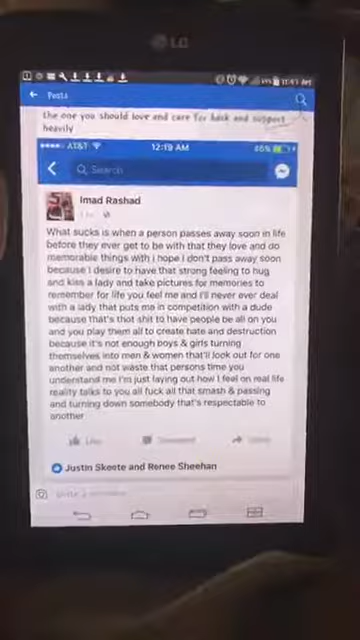 LG
11:43 AM
Posts
the one you should love and care for back and support
heavily
AT&T
12:19 AM
Search
Imad Rashad
What sucks is when a person passes away soon in life
before they ever get to be with that they love and do
memorable things with i hope I don't pass away soon
because I desire to have that strong feeling to hug
and kiss a lady and take pictures for memories to
remember for life you feel me and I'll never ever deal
with a lady that puts me in competition with a dude
because that's that shit to have people be all on you
and you play them all to create hate and destruction
because it's not enough boys & girls turning
themselves into men & women that'll look out for one
another and not waste that persons time you
understand me I'm just laying out how I feel on real life
reality talks to you all fuck all that smash & passing
and turning down somebody that's respectable to
another
Like
Comment
Share
Justin Skeete and Renee Sheehan
Write a comment